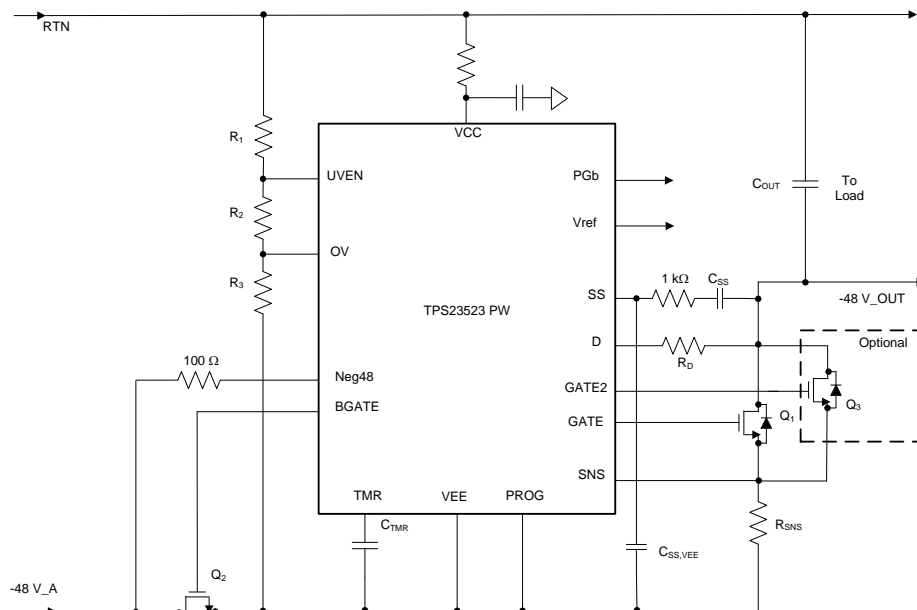 RTN
VCC
R1
UVEN
PGb
COUT
To
Load
R2
Vref
OV
R3
SS
1 kΩ
CSS
-48 V_OUT
TPS23523 PW
D
RD
Optional
100 Ω
Neg48
GATE2
BGATE
Q3
GATE
Q1
SNS
TMR
VEE
PROG
CTMR
RSNS
CSS,VEE
Q2
-48 V_A